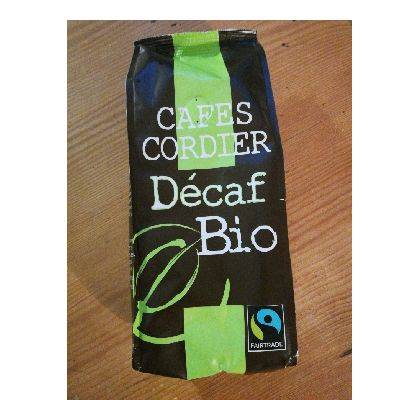 CAFES
CORDIER
Décaf
Bio
FAIRTRADE